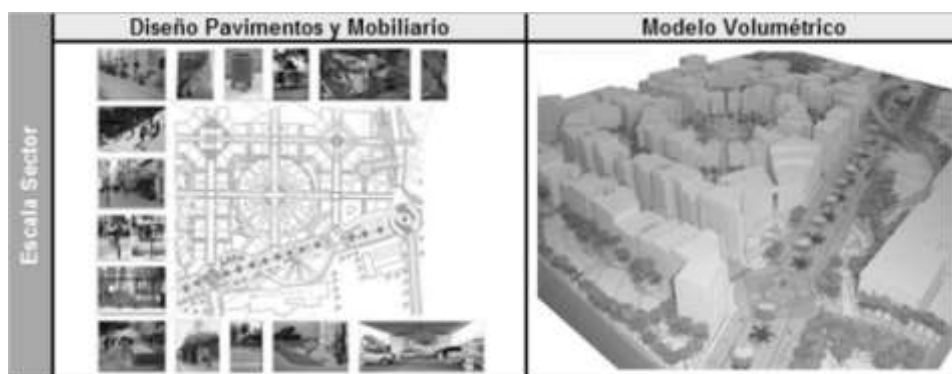 Diseño Pavimentos y Mobiliario
Modelo Volumétrico
Escala Sector